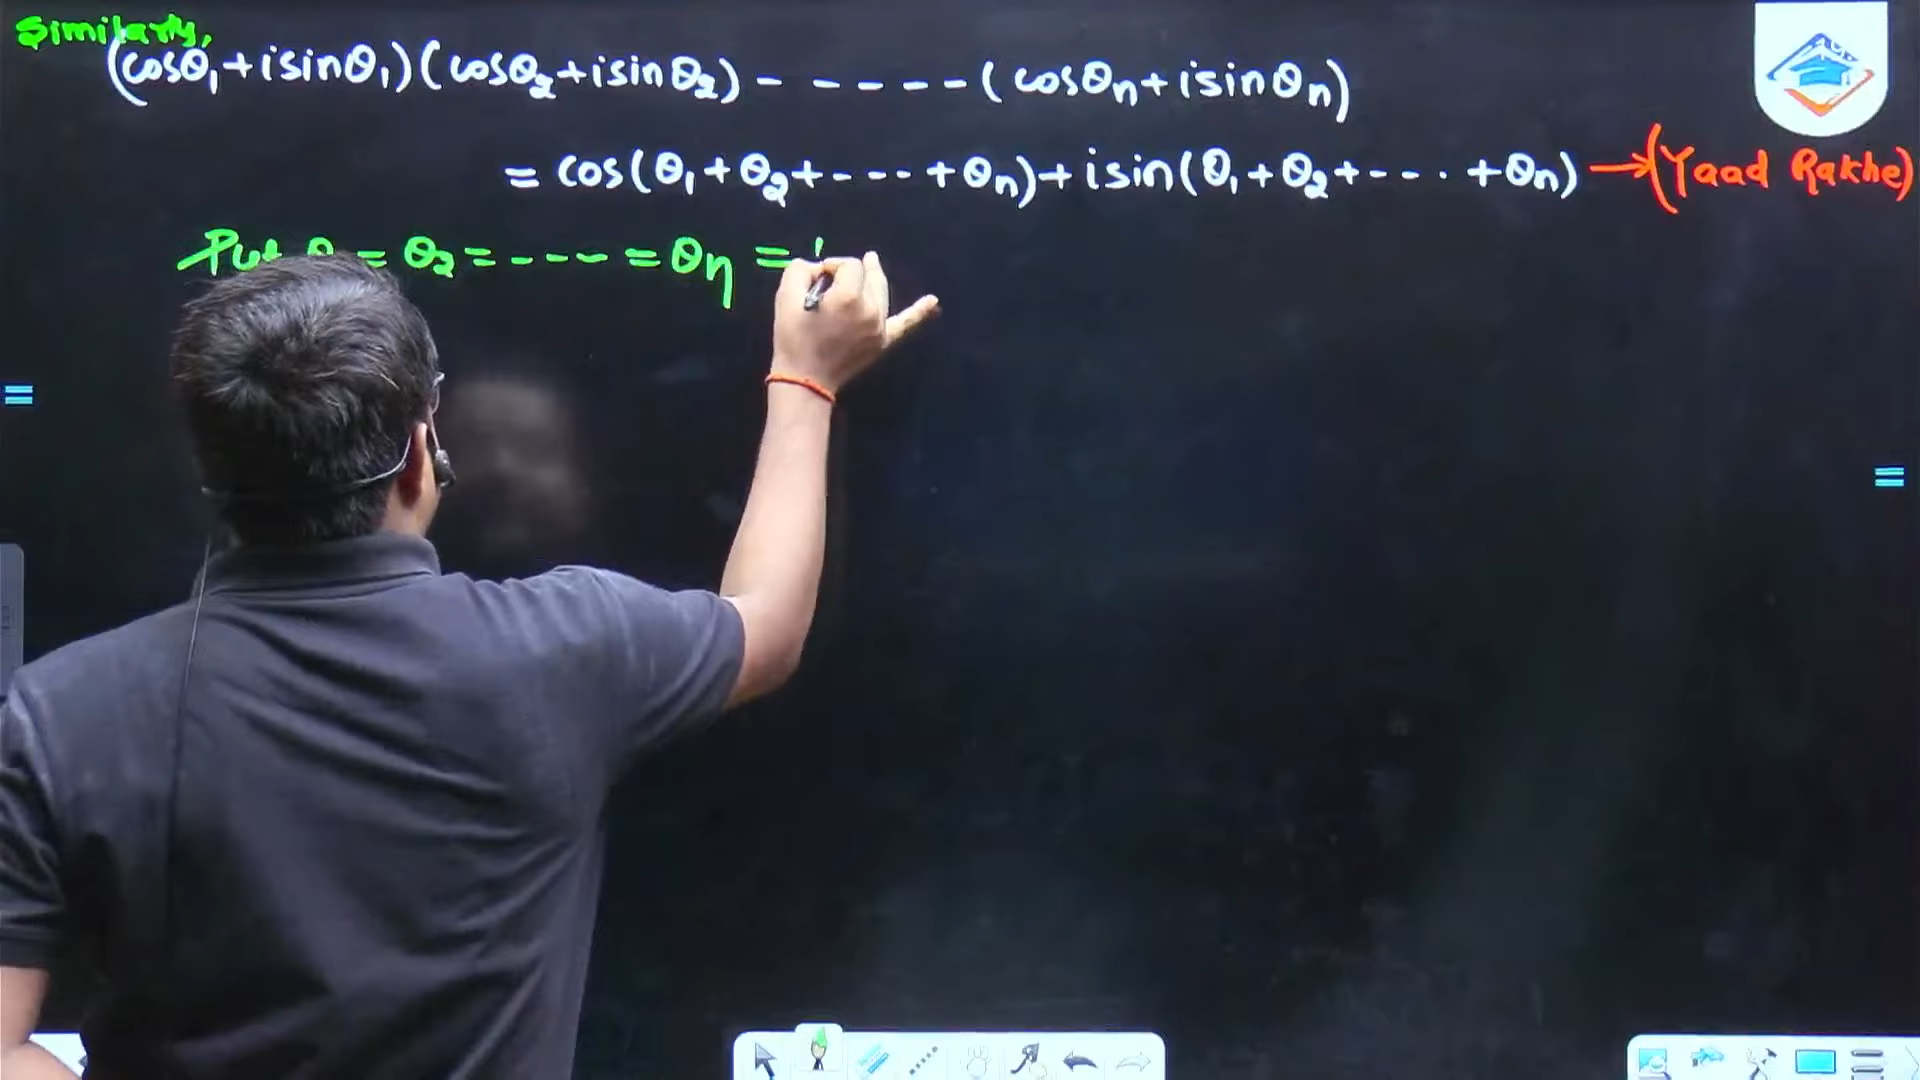 Similarly,
(cosθ₁+isinθ₁)(cosθ₂+isinθ₂)-----(cosθn+isinθn)
= cos(θ₁+θ₂+---+θn)+isin(θ₁+θ₂+---.+θn) →(Yaad Rakhe)
Put = θ₂=----=θn =